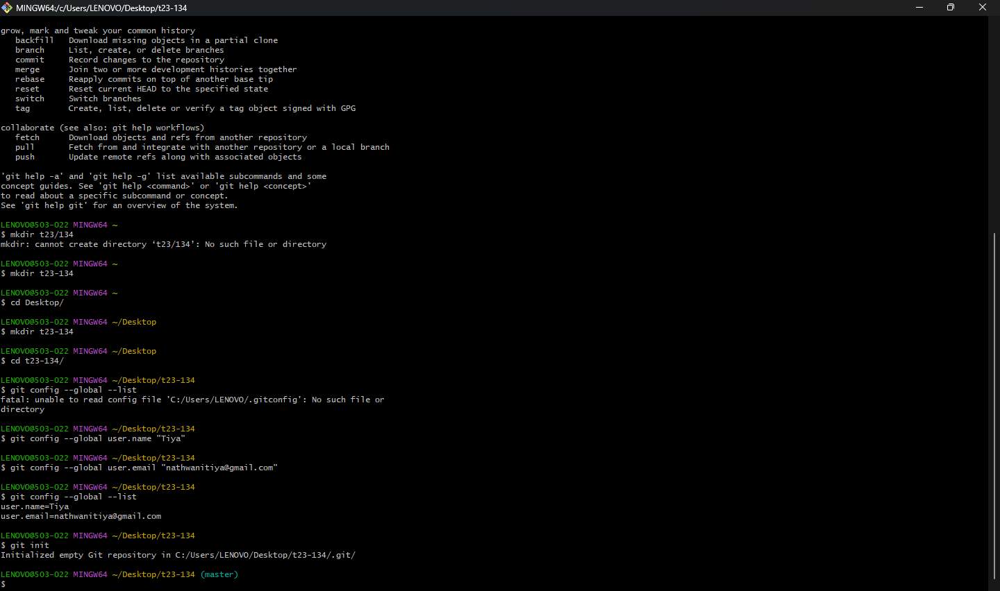 MINGW64:/c/Users/LENOVO/Desktop/t23-134
grow, mark and tweak your common history
   backfill   Download missing objects in a partial clone
   branch     List, create, or delete branches
   commit     Record changes to the repository
   merge      Join two or more development histories together
   rebase     Reapply commits on top of another base tip
   reset      Reset current HEAD to the specified state
   switch     Switch branches
   tag        Create, list, delete or verify a tag object signed with GPG

collaborate (see also: git help workflows)
   fetch      Download objects and refs from another repository
   pull       Fetch from and integrate with another repository or a local branch
   push       Update remote refs along with associated objects

'git help -a' and 'git help -g' list available subcommands and some
concept guides. See 'git help <command>' or 'git help <concept>'
to read about a specific subcommand or concept.
See 'git help git' for an overview of the system.

LENOVO@503-022 MINGW64 ~
$ mkdir t23/134
mkdir: cannot create directory ‘t23/134’: No such file or directory

LENOVO@503-022 MINGW64 ~
$ mkdir t23-134

LENOVO@503-022 MINGW64 ~
$ cd Desktop/

LENOVO@503-022 MINGW64 ~/Desktop
$ mkdir t23-134

LENOVO@503-022 MINGW64 ~/Desktop
$ cd t23-134/

LENOVO@503-022 MINGW64 ~/Desktop/t23-134
$ git config --global --list
fatal: unable to read config file 'C:/Users/LENOVO/.gitconfig': No such file or
directory

LENOVO@503-022 MINGW64 ~/Desktop/t23-134
$ git config --global user.name "Tiya"

LENOVO@503-022 MINGW64 ~/Desktop/t23-134
$ git config --global user.email "nathwanitiya@gmail.com"

LENOVO@503-022 MINGW64 ~/Desktop/t23-134
$ git config --global --list
user.name=Tiya
user.email=nathwanitiya@gmail.com

LENOVO@503-022 MINGW64 ~/Desktop/t23-134
$ git init
Initialized empty Git repository in C:/Users/LENOVO/Desktop/t23-134/.git/

LENOVO@503-022 MINGW64 ~/Desktop/t23-134 (master)
$